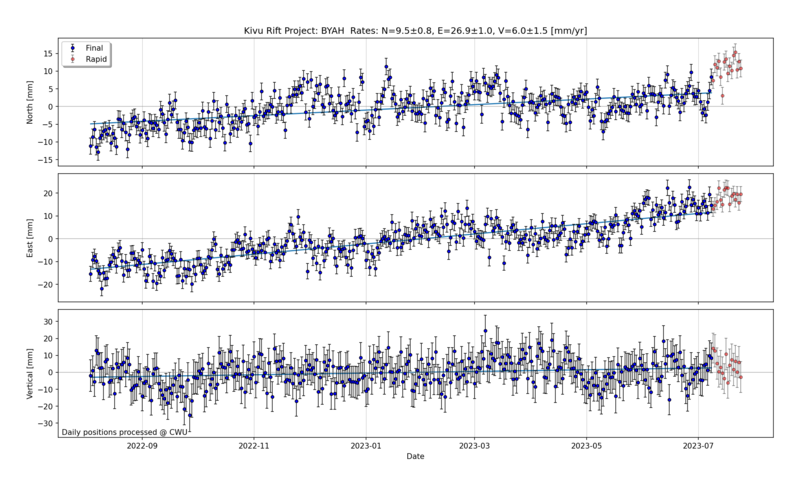 Kivu Rift Project: BYAH  Rates: N=9.5±0.8, E=26.9±1.0, V=6.0±1.5 [mm/yr]
Final
Rapid
North [mm]
15
10
5
0
−5
−10
−15
East [mm]
20
10
0
−10
−20
Vertical [mm]
30
20
10
0
−10
−20
−30
Daily positions processed @ CWU
2022-09 2022-11 2023-01 2023-03 2023-05 2023-07
Date